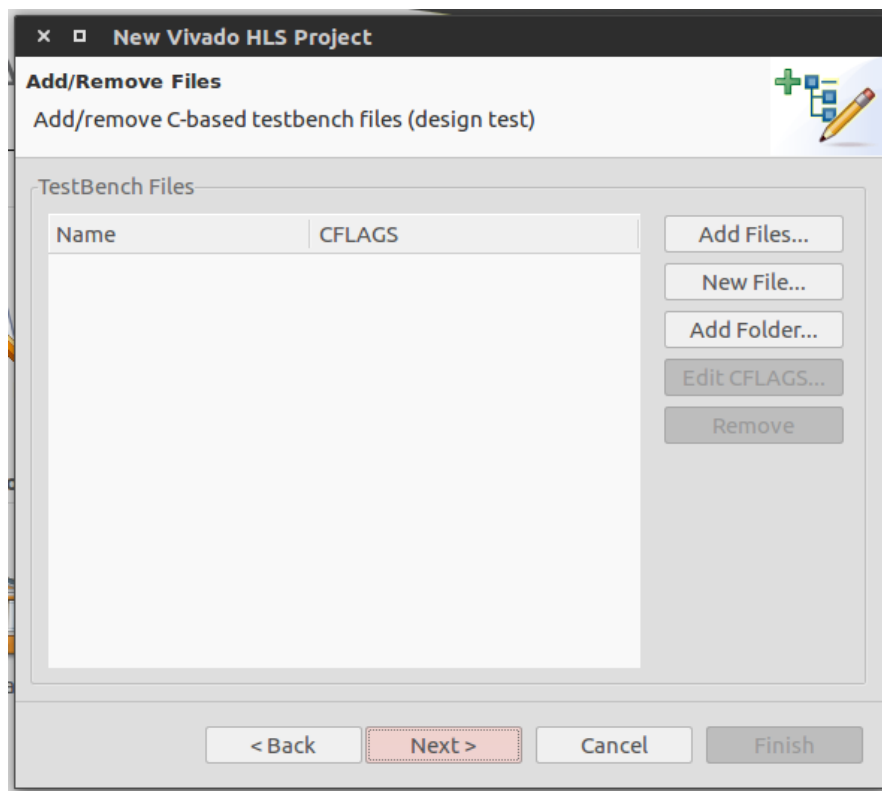 New Vivado HLS Project
Add/Remove Files
Add/remove C-based testbench files (design test)
TestBench Files
Name CFLAGS
Add Files...
New File...
Add Folder...
Edit CFLAGS...
Remove
< Back Next > Cancel Finish